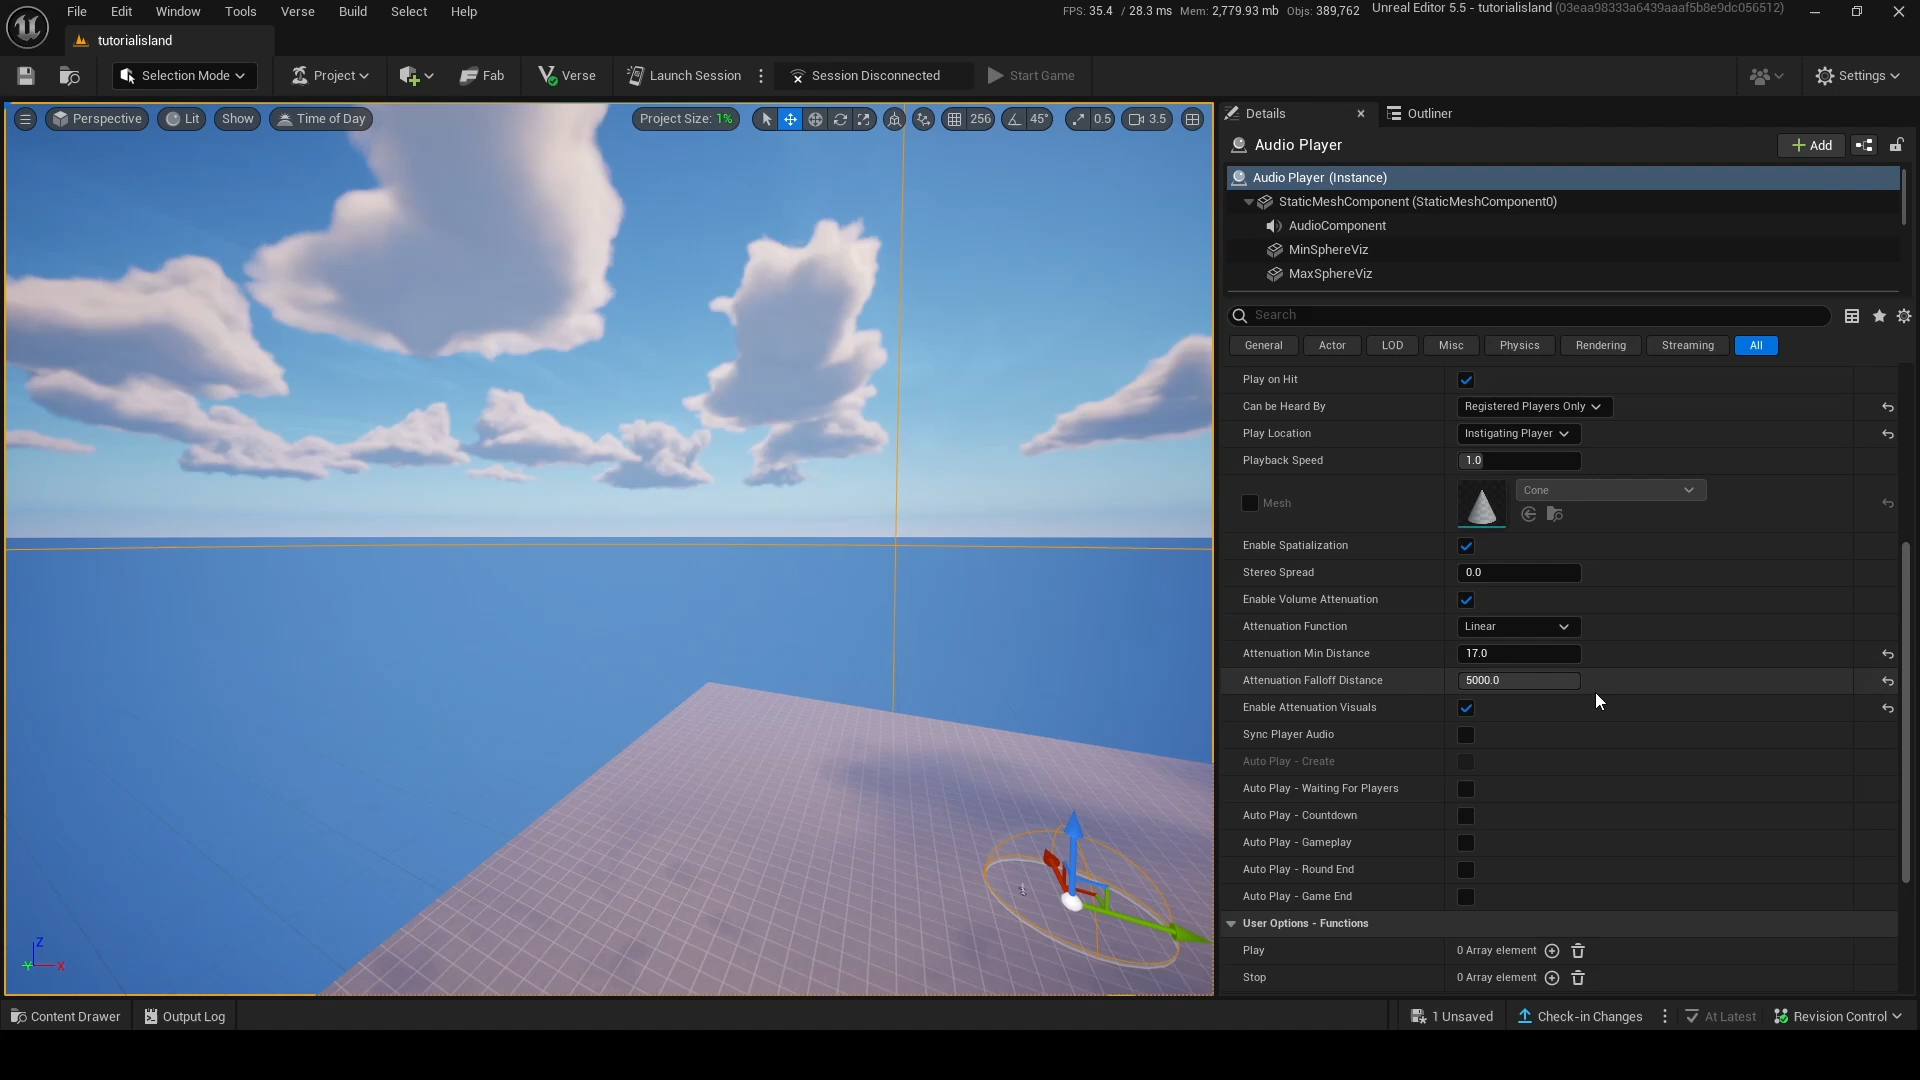 File Edit Window Tools Verse Build Select Help
FPS: 35.4 / 28.3 ms Mem: 2,779.93 mb Objs: 389,762 Unreal Editor 5.5 - tutorialisland (03eaa98333a6439aaaf5b8e9dc056512)
tutorialisland
Selection Mode Project Fab Verse Launch Session Session Disconnected Start Game Settings
Perspective Lit Show Time of Day Project Size: 1% 256 45° 0.5 3.5
Details Outliner
Audio Player Add
Audio Player (Instance)
StaticMeshComponent (StaticMeshComponent0)
AudioComponent
MinSphereViz
MaxSphereViz
Search
General Actor LOD Misc Physics Rendering Streaming All
Play on Hit
Can be Heard By Registered Players Only
Play Location Instigating Player
Playback Speed 1.0
Mesh Cone
Enable Spatialization
Stereo Spread 0.0
Enable Volume Attenuation
Attenuation Function Linear
Attenuation Min Distance 17.0
Attenuation Falloff Distance 5000.0
Enable Attenuation Visuals
Sync Player Audio
Auto Play - Create
Auto Play - Waiting For Players
Auto Play - Countdown
Auto Play - Gameplay
Auto Play - Round End
Auto Play - Game End
User Options - Functions
Play 0 Array element
Stop 0 Array element
Z
Y X
Content Drawer Output Log 1 Unsaved Check-in Changes At Latest Revision Control